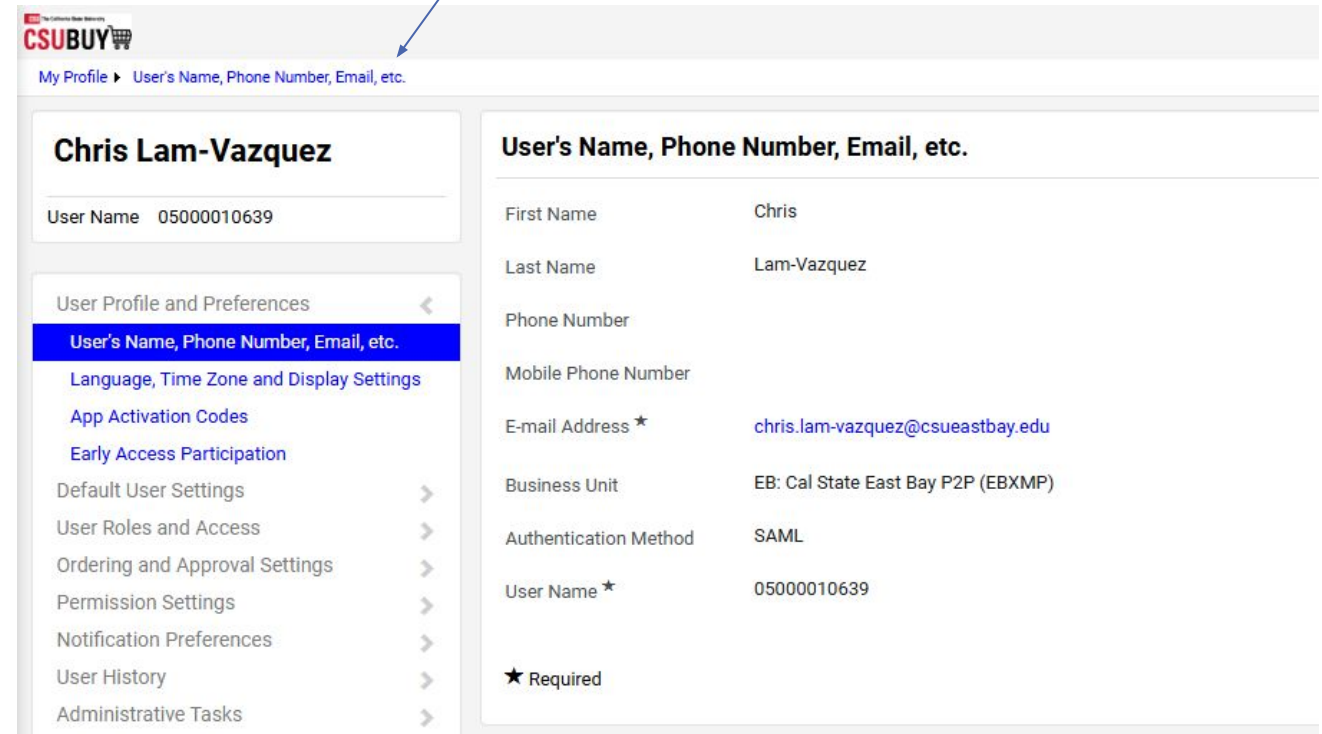 CSU The California State University
CSUBUY
My Profile ▶ User's Name, Phone Number, Email, etc.
Chris Lam-Vazquez
User Name 05000010639
User Profile and Preferences
User's Name, Phone Number, Email, etc.
Language, Time Zone and Display Settings
App Activation Codes
Early Access Participation
Default User Settings
User Roles and Access
Ordering and Approval Settings
Permission Settings
Notification Preferences
User History
Administrative Tasks
User's Name, Phone Number, Email, etc.
First Name Chris
Last Name Lam-Vazquez
Phone Number
Mobile Phone Number
E-mail Address ★ chris.lam-vazquez@csueastbay.edu
Business Unit EB: Cal State East Bay P2P (EBXMP)
Authentication Method SAML
User Name ★ 05000010639
★ Required